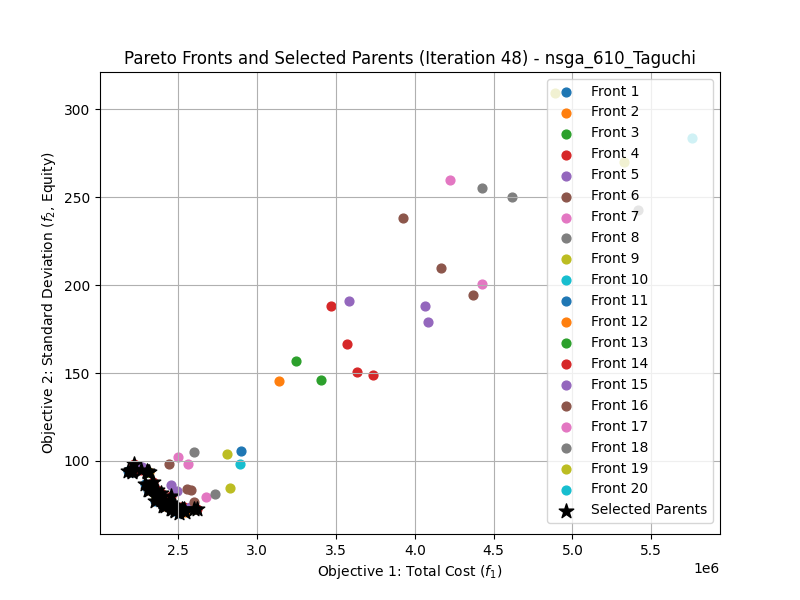 Pareto Fronts and Selected Parents (Iteration 48) - nsga_610_Taguchi
Objective 2: Standard Deviation (f₂, Equity)
300
250
200
150
100
2.5
3.0
3.5
4.0
4.5
5.0
5.5
1e6
Objective 1: Total Cost (f₁)
Front 1
Front 2
Front 3
Front 4
Front 5
Front 6
Front 7
Front 8
Front 9
Front 10
Front 11
Front 12
Front 13
Front 14
Front 15
Front 16
Front 17
Front 18
Front 19
Front 20
Selected Parents